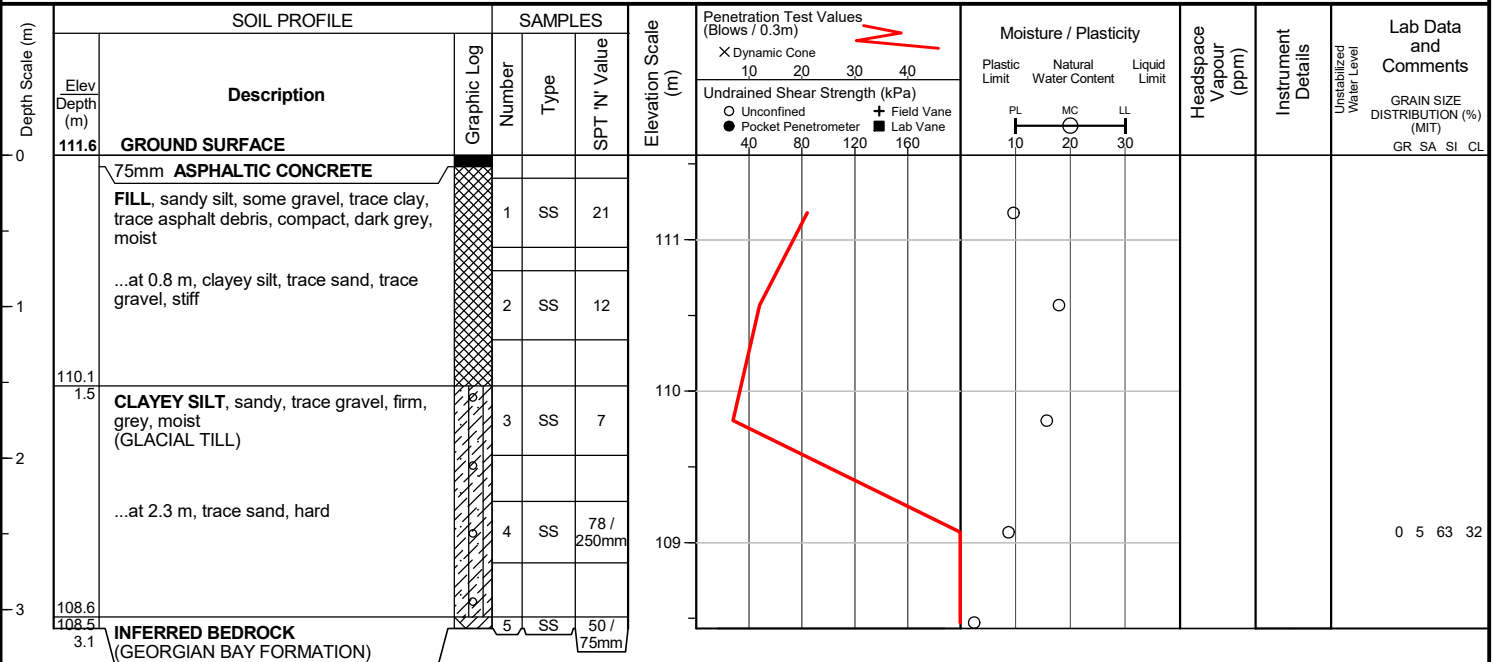 SOIL PROFILE
SAMPLES
Depth Scale (m)
Elev
Depth
(m)
Description
Graphic Log
Number
Type
SPT 'N' Value
Elevation Scale
(m)
Penetration Test Values
(Blows / 0.3m)
× Dynamic Cone
10 20 30 40
Undrained Shear Strength (kPa)
○ Unconfined + Field Vane
● Pocket Penetrometer ■ Lab Vane
40 80 120 160
Moisture / Plasticity
Plastic Natural Liquid
Limit Water Content Limit
PL MC LL
10 20 30
Headspace
Vapour
(ppm)
Instrument
Details
Unstabilized
Water Level
Lab Data
and
Comments
GRAIN SIZE
DISTRIBUTION (%)
(MIT)
GR SA SI CL
111.6 GROUND SURFACE
0
75mm ASPHALTIC CONCRETE
FILL, sandy silt, some gravel, trace clay,
trace asphalt debris, compact, dark grey,
moist
1 SS 21
111
...at 0.8 m, clayey silt, trace sand, trace
gravel, stiff
1
2 SS 12
110.1
1.5
110
CLAYEY SILT, sandy, trace gravel, firm,
grey, moist
(GLACIAL TILL)
3 SS 7
2
...at 2.3 m, trace sand, hard
4 SS 78 /
250mm
109
0 5 63 32
3
108.6
108.5
3.1
INFERRED BEDROCK
(GEORGIAN BAY FORMATION)
5 SS 50 /
75mm